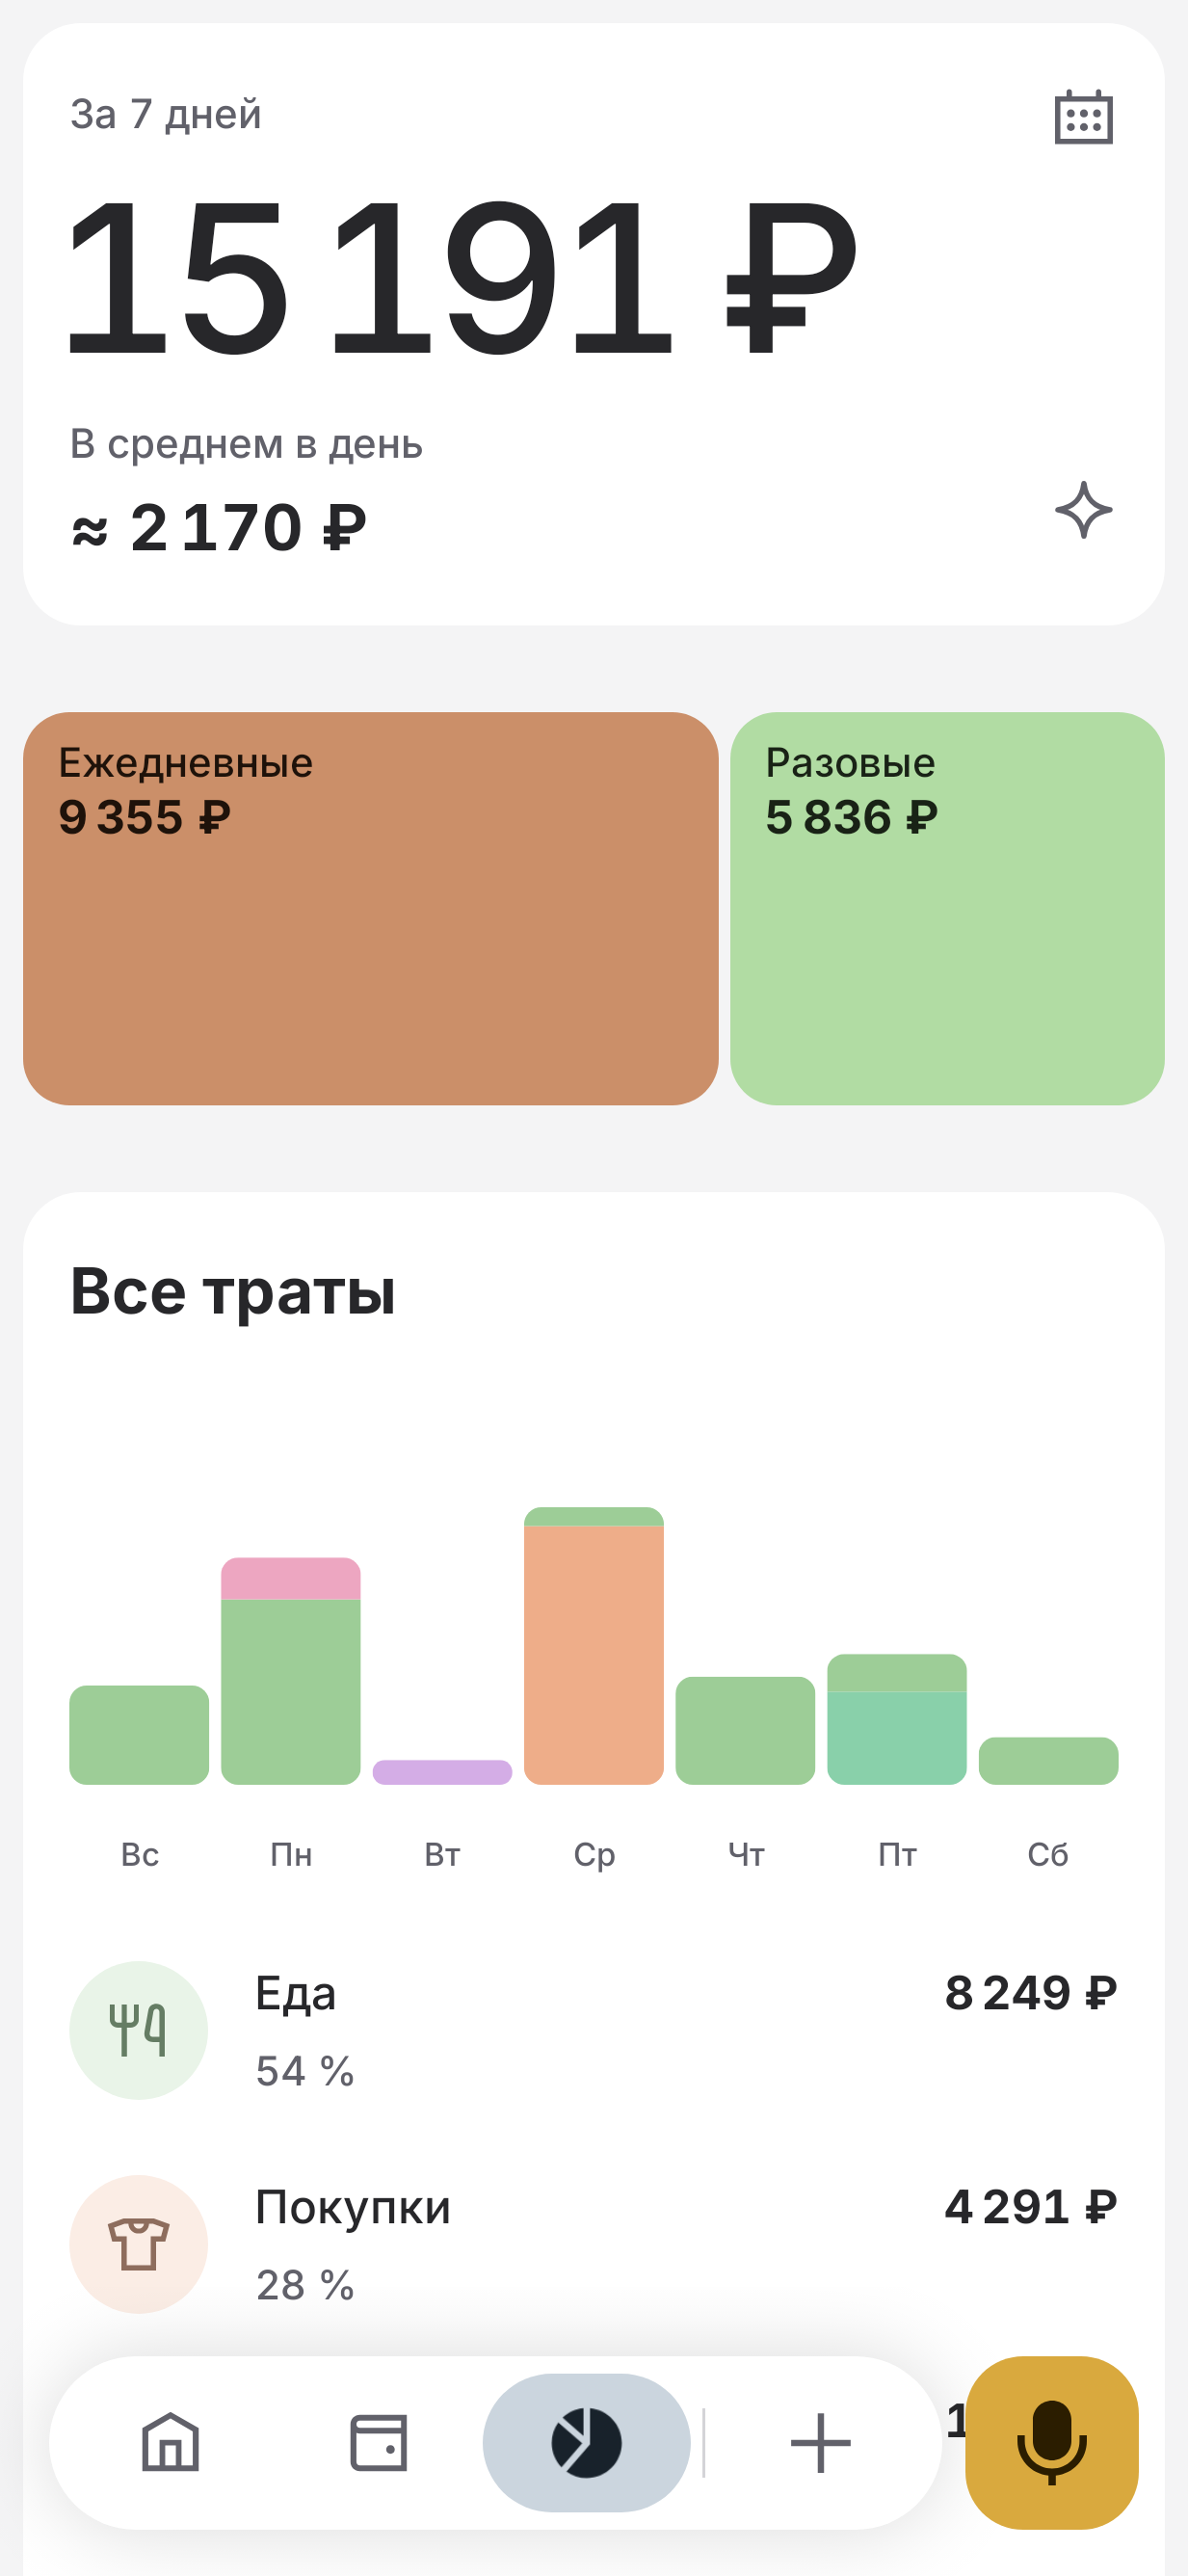 За 7 дней
15 191 ₽
В среднем в день
≈ 2 170 ₽
Ежедневные
9 355 ₽
Разовые
5 836 ₽
Все траты
Вс Пн Вт Ср Чт Пт Сб
Еда 8 249 ₽
54 %
Покупки 4 291 ₽
28 %